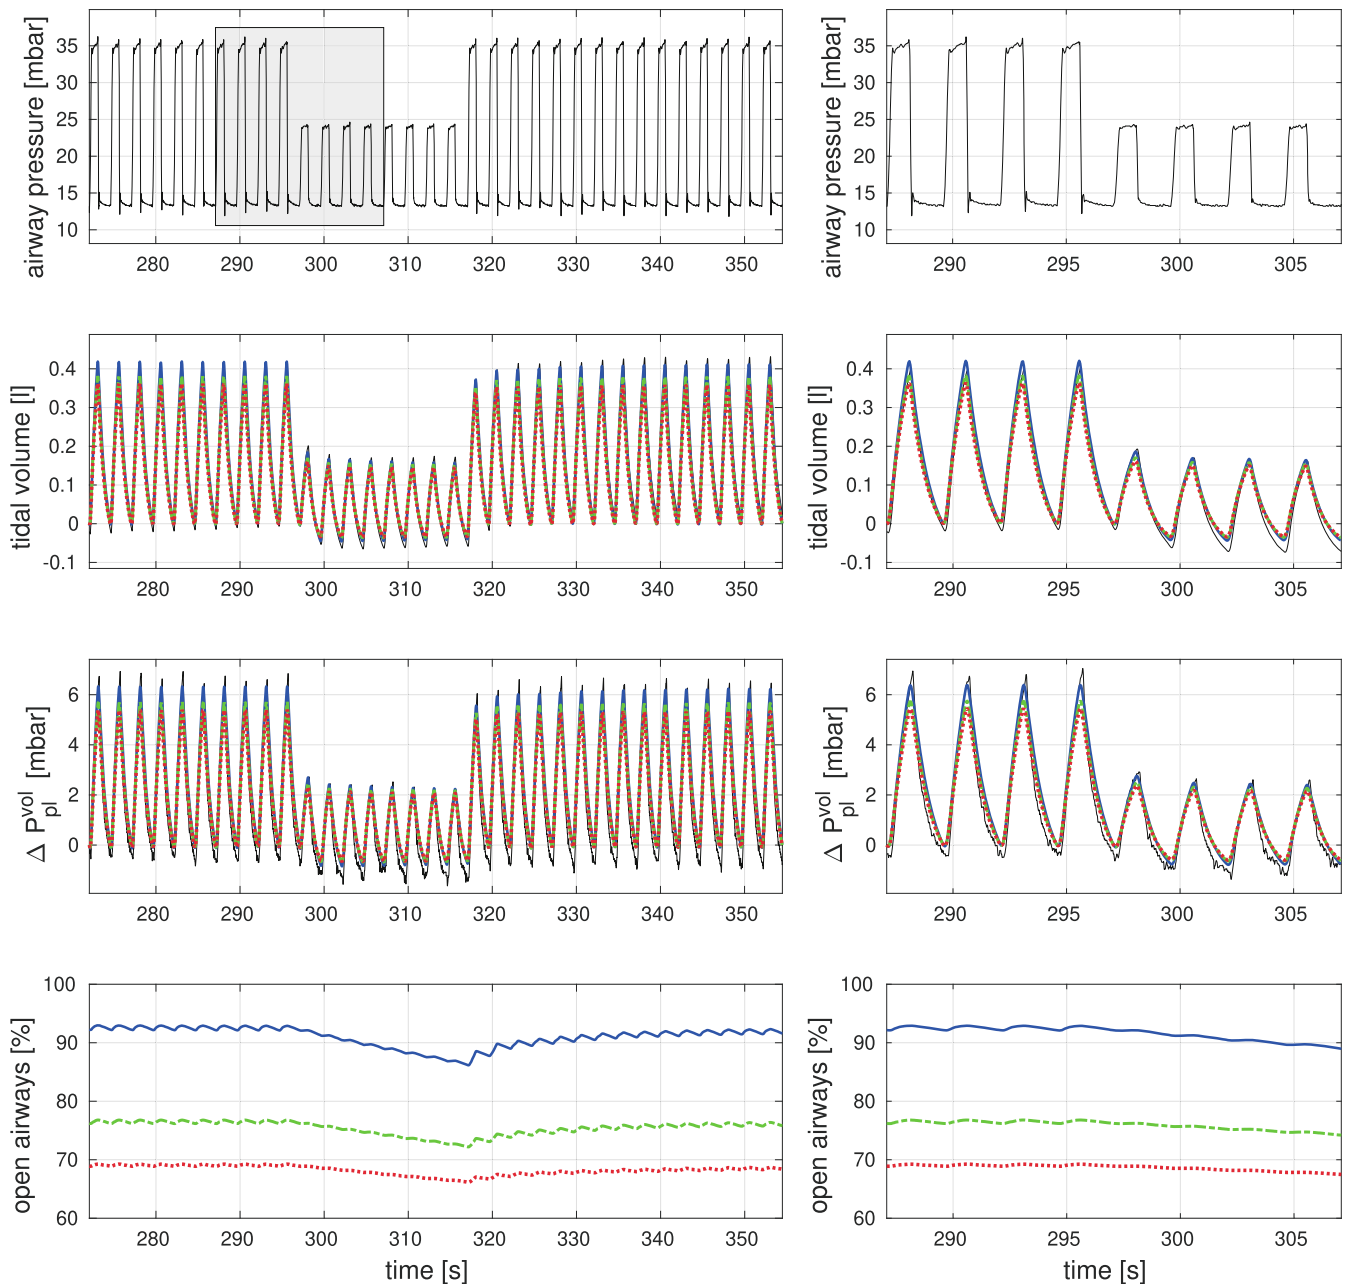 airway pressure [mbar]
35
30
25
20
15
10
280 290 300 310 320 330 340 350
airway pressure [mbar]
35
30
25
20
15
10
290 295 300 305
tidal volume [l]
0.4
0.3
0.2
0.1
0
-0.1
280 290 300 310 320 330 340 350
tidal volume [l]
0.4
0.3
0.2
0.1
0
-0.1
290 295 300 305
Δ P_pl^vol [mbar]
6
4
2
0
280 290 300 310 320 330 340 350
Δ P_pl^vol [mbar]
6
4
2
0
290 295 300 305
open airways [%]
100
90
80
70
60
280 290 300 310 320 330 340 350
time [s]
open airways [%]
100
90
80
70
60
290 295 300 305
time [s]